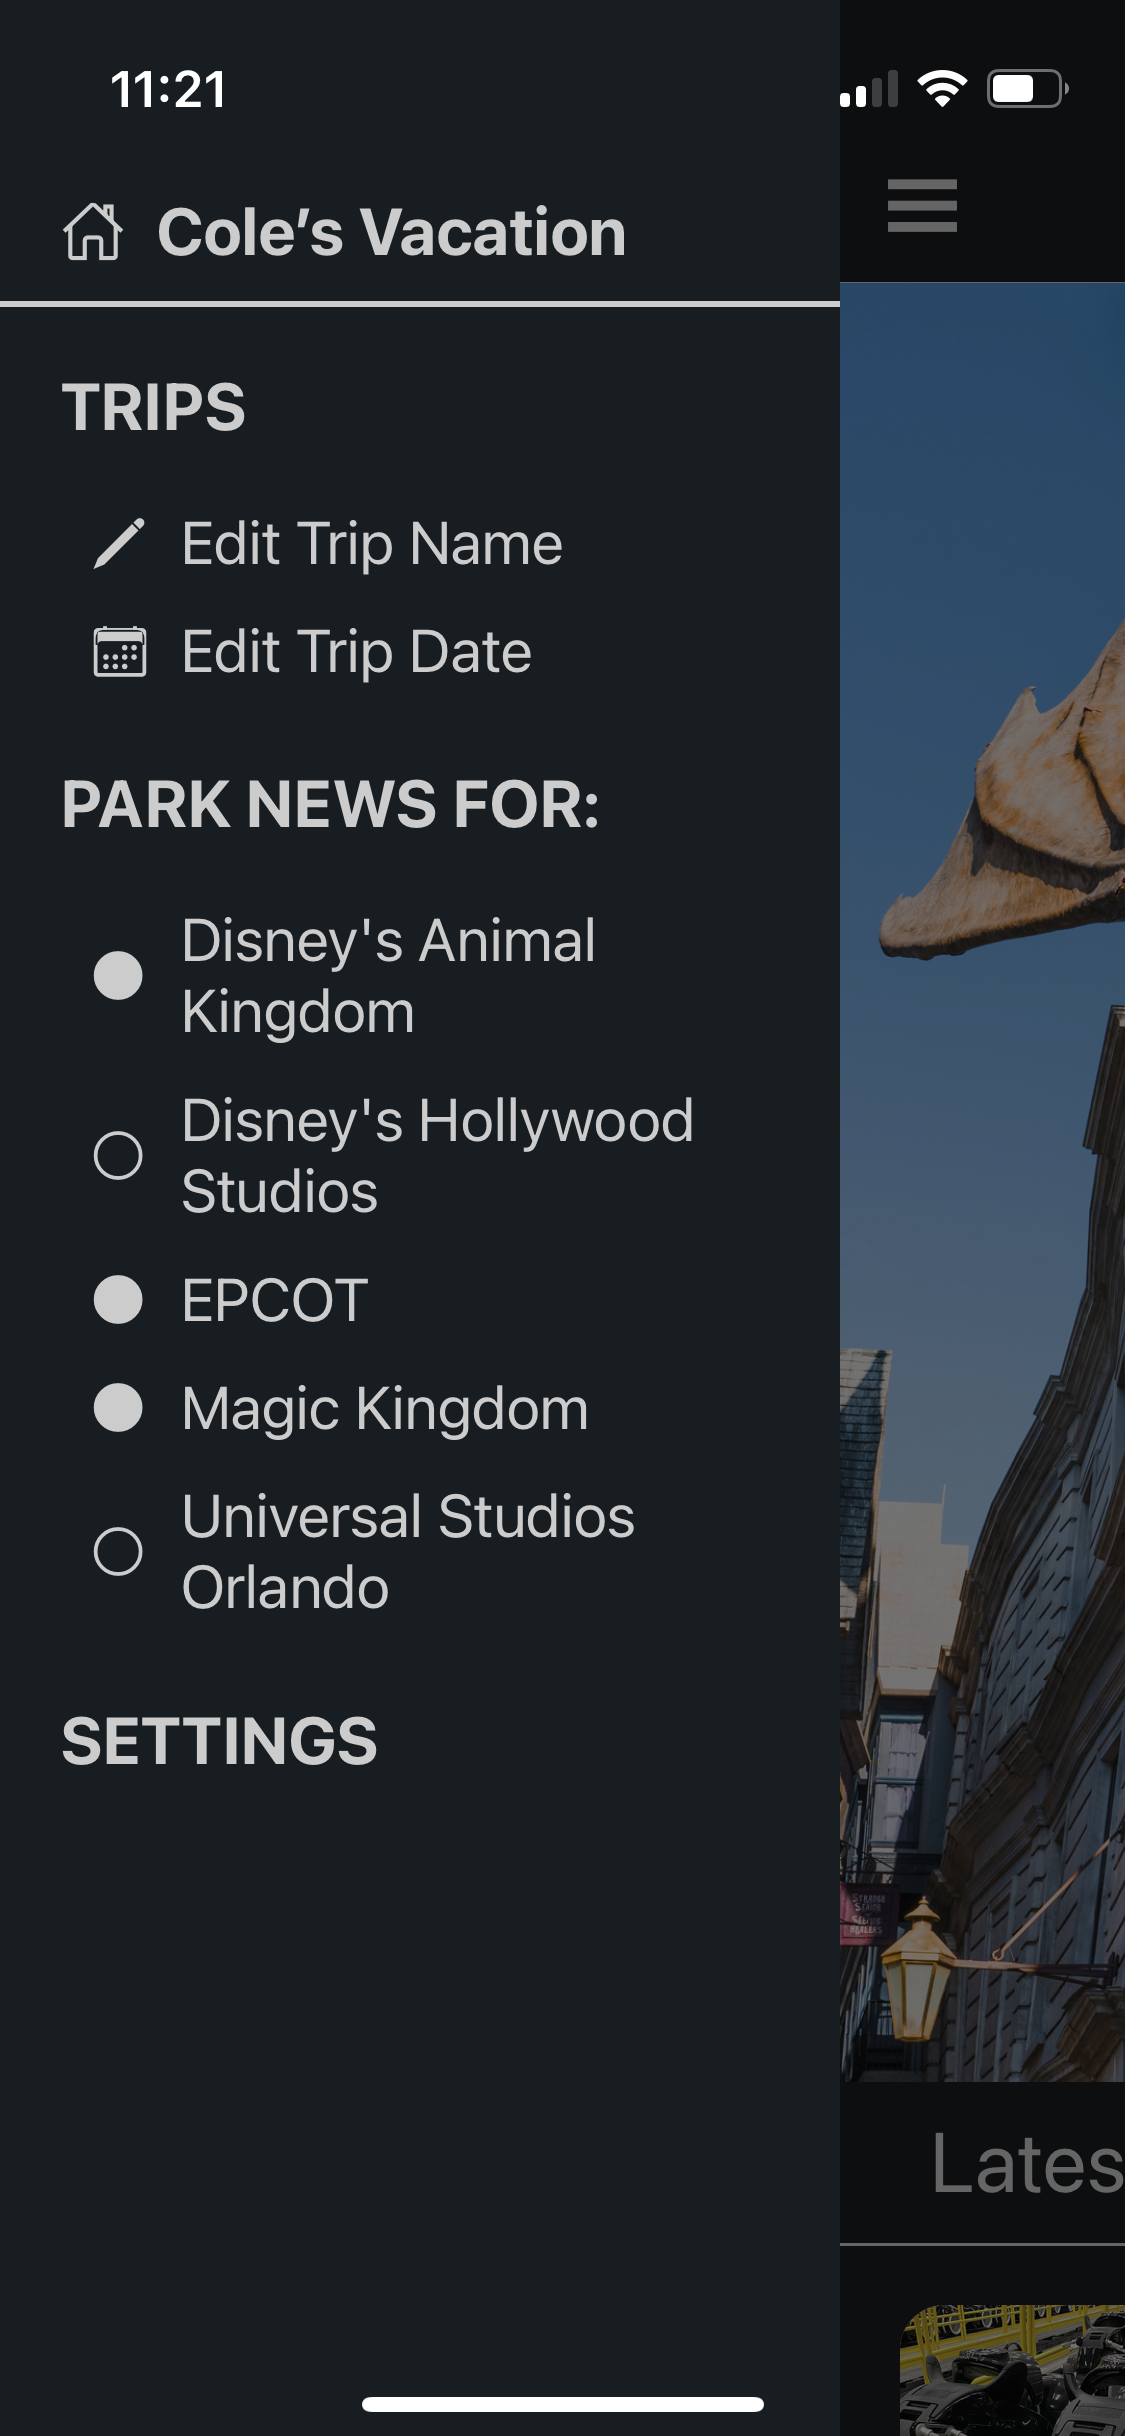 11:21
Cole's Vacation
TRIPS
Edit Trip Name
Edit Trip Date
PARK NEWS FOR:
Disney's Animal
Kingdom
Disney's Hollywood
Studios
EPCOT
Magic Kingdom
Universal Studios
Orlando
SETTINGS
STRANGE
Lates